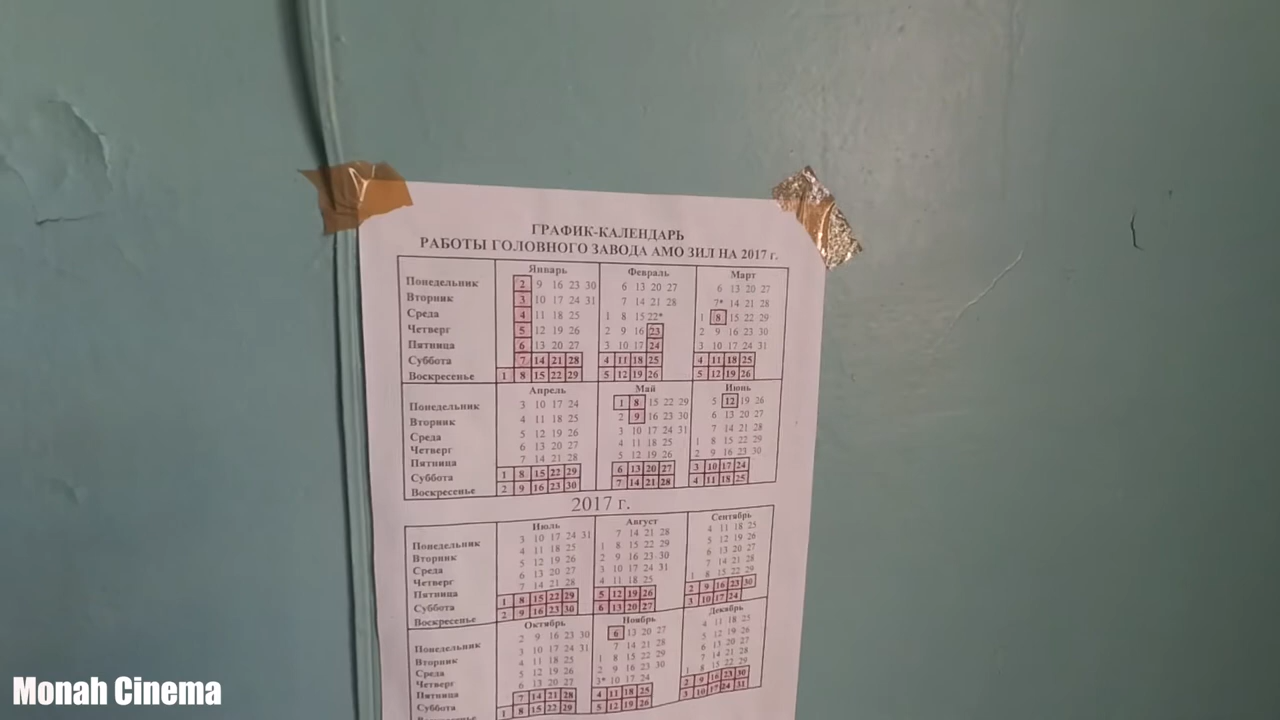 ГРАФИК-КАЛЕНДАРЬ
РАБОТЫ ГОЛОВНОГО ЗАВОДА АМО ЗИЛ НА 2017 г.
Январь Февраль Март
Понедельник 2 9 16 23 30 6 13 20 27 6 13 20 27
Вторник 3 10 17 24 31 7 14 21 28 7* 14 21 28
Среда 4 11 18 25 1 8 15 22* 1 8 15 22 29
Четверг 5 12 19 26 2 9 16 23 2 9 16 23 30
Пятница 6 13 20 27 3 10 17 24 3 10 17 24 31
Суббота 7 14 21 28 4 11 18 25 4 11 18 25
Воскресенье 1 8 15 22 29 5 12 19 26 5 12 19 26
Апрель Май Июнь
Понедельник 3 10 17 24 1 8 15 22 29 5 12 19 26
Вторник 4 11 18 25 2 9 16 23 30 6 13 20 27
Среда 5 12 19 26 3 10 17 24 31 7 14 21 28
Четверг 6 13 20 27 4 11 18 25 1 8 15 22 29
Пятница 7 14 21 28 5 12 19 26 2 9 16 23 30
Суббота 1 8 15 22 29 6 13 20 27 3 10 17 24
Воскресенье 2 9 16 23 30 7 14 21 28 4 11 18 25
2017 г.
Июль Август Сентябрь
Понедельник 3 10 17 24 31 7 14 21 28 4 11 18 25
Вторник 4 11 18 25 1 8 15 22 29 5 12 19 26
Среда 5 12 19 26 2 9 16 23 30 6 13 20 27
Четверг 6 13 20 27 3 10 17 24 31 7 14 21 28
Пятница 7 14 21 28 4 11 18 25 1 8 15 22 29
Суббота 1 8 15 22 29 5 12 19 26 2 9 16 23 30
Воскресенье 2 9 16 23 30 6 13 20 27 3 10 17 24
Октябрь Ноябрь Декабрь
Понедельник 2 9 16 23 30 6 13 20 27 4 11 18 25
Вторник 3 10 17 24 31 7 14 21 28 5 12 19 26
Среда 4 11 18 25 1 8 15 22 29 6 13 20 27
Четверг 5 12 19 26 2 9 16 23 30 7 14 21 28
Пятница 6 13 20 27 3* 10 17 24 1 8 15 22 29
Суббота 7 14 21 28 4 11 18 25 2 9 16 23 30
Воскресенье 1 8 15 22 29 5 12 19 26 3 10 17 24 31
Monah Cinema